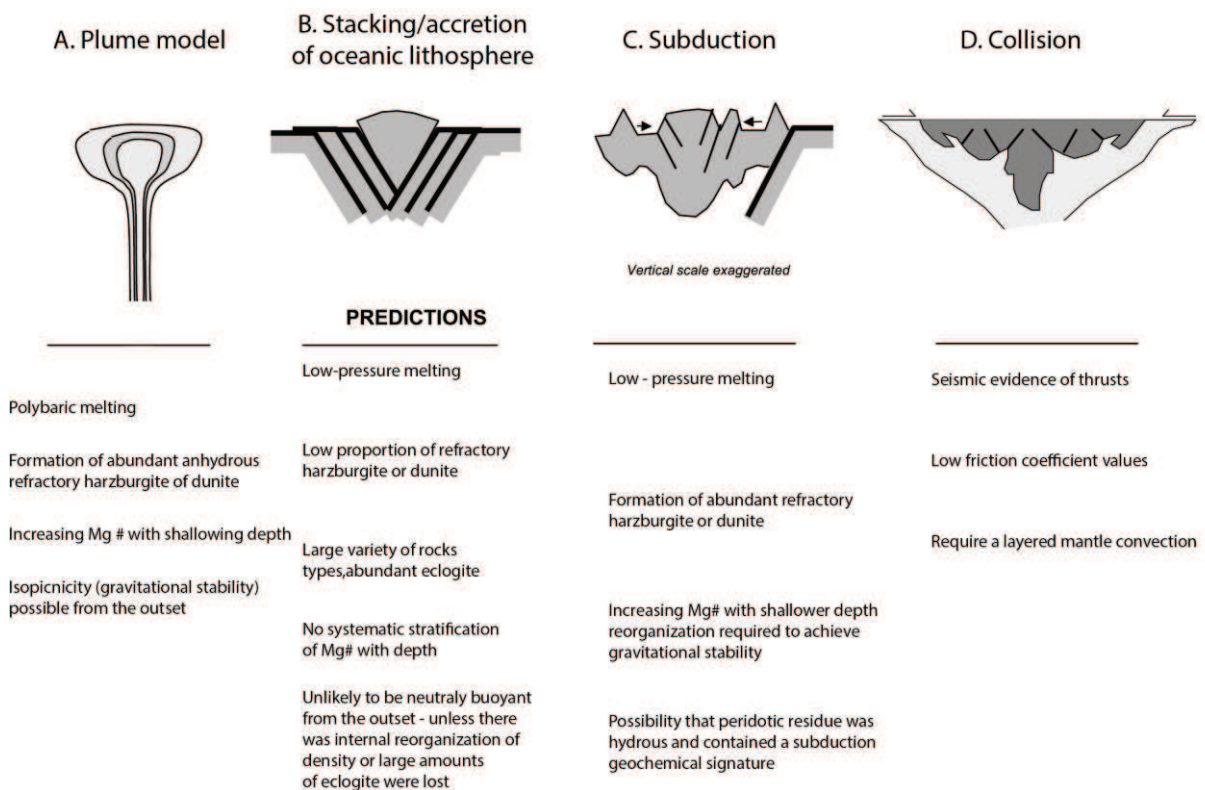 A. Plume model
B. Stacking/accretion
of oceanic lithosphere
C. Subduction
D. Collision
Vertical scale exaggerated
PREDICTIONS
Polybaric melting
Formation of abundant anhydrous
refractory harzburgite of dunite
Increasing Mg # with shallowing depth
Isopicnicity (gravitational stability)
possible from the outset
Low-pressure melting
Low proportion of refractory
harzburgite or dunite
Large variety of rocks
types,abundant eclogite
No systematic stratification
of Mg# with depth
Unlikely to be neutraly buoyant
from the outset - unless there
was internal reorganization of
density or large amounts
of eclogite were lost
Low - pressure melting
Formation of abundant refractory
harzburgite or dunite
Increasing Mg# with shallower depth
reorganization required to achieve
gravitational stability
Possibility that peridotic residue was
hydrous and contained a subduction
geochemical signature
Seismic evidence of thrusts
Low friction coefficient values
Require a layered mantle convection